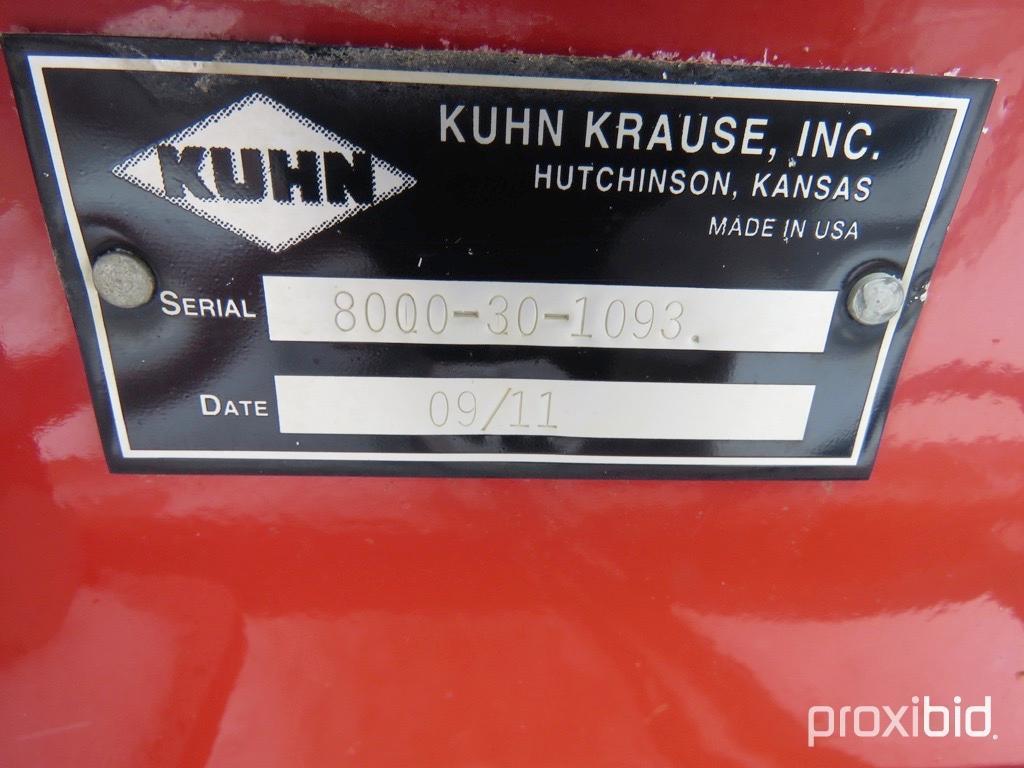 KUHN
KUHN KRAUSE, INC.
HUTCHINSON, KANSAS
MADE IN USA
SERIAL 8000-30-1093.
DATE 09/11
proxibid.